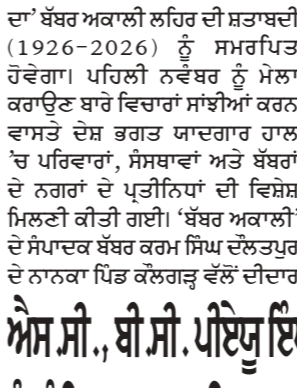 ਦਾ’ ਬੱਬਰ ਅਕਾਲੀ ਲਹਿਰ ਦੀ ਸ਼ਤਾਬਦੀ
(1926-2026) ਨੂੰ ਸਮਰਪਿਤ
ਹੋਵੇਗਾ। ਪਹਿਲੀ ਨਵੰਬਰ ਨੂੰ ਮੇਲਾ
ਕਰਾਉਣ ਬਾਰੇ ਵਿਚਾਰਾਂ ਸਾਂਝੀਆਂ ਕਰਨ
ਵਾਸਤੇ ਦੇਸ਼ ਭਗਤ ਯਾਦਗਾਰ ਹਾਲ
’ਚ ਪਰਿਵਾਰਾਂ, ਸੰਸਥਾਵਾਂ ਅਤੇ ਬੱਬਰਾਂ
ਦੇ ਨਗਰਾਂ ਦੇ ਪ੍ਰਤੀਨਿਧਾਂ ਦੀ ਵਿਸ਼ੇਸ਼
ਮਿਲਣੀ ਕੀਤੀ ਗਈ। ‘ਬੱਬਰ ਅਕਾਲੀ’
ਦੇ ਸੰਪਾਦਕ ਬੱਬਰ ਕਰਮ ਸਿੰਘ ਦੌਲਤਪੁਰ
ਦੇ ਨਾਨਕਾ ਪਿੰਡ ਕੌਲਗੜ੍ਹ ਵੱਲੋਂ ਦੀਦਾਰ
ਐਸ.ਸੀ., ਬੀ.ਸੀ. ਪੀਏਯੂ